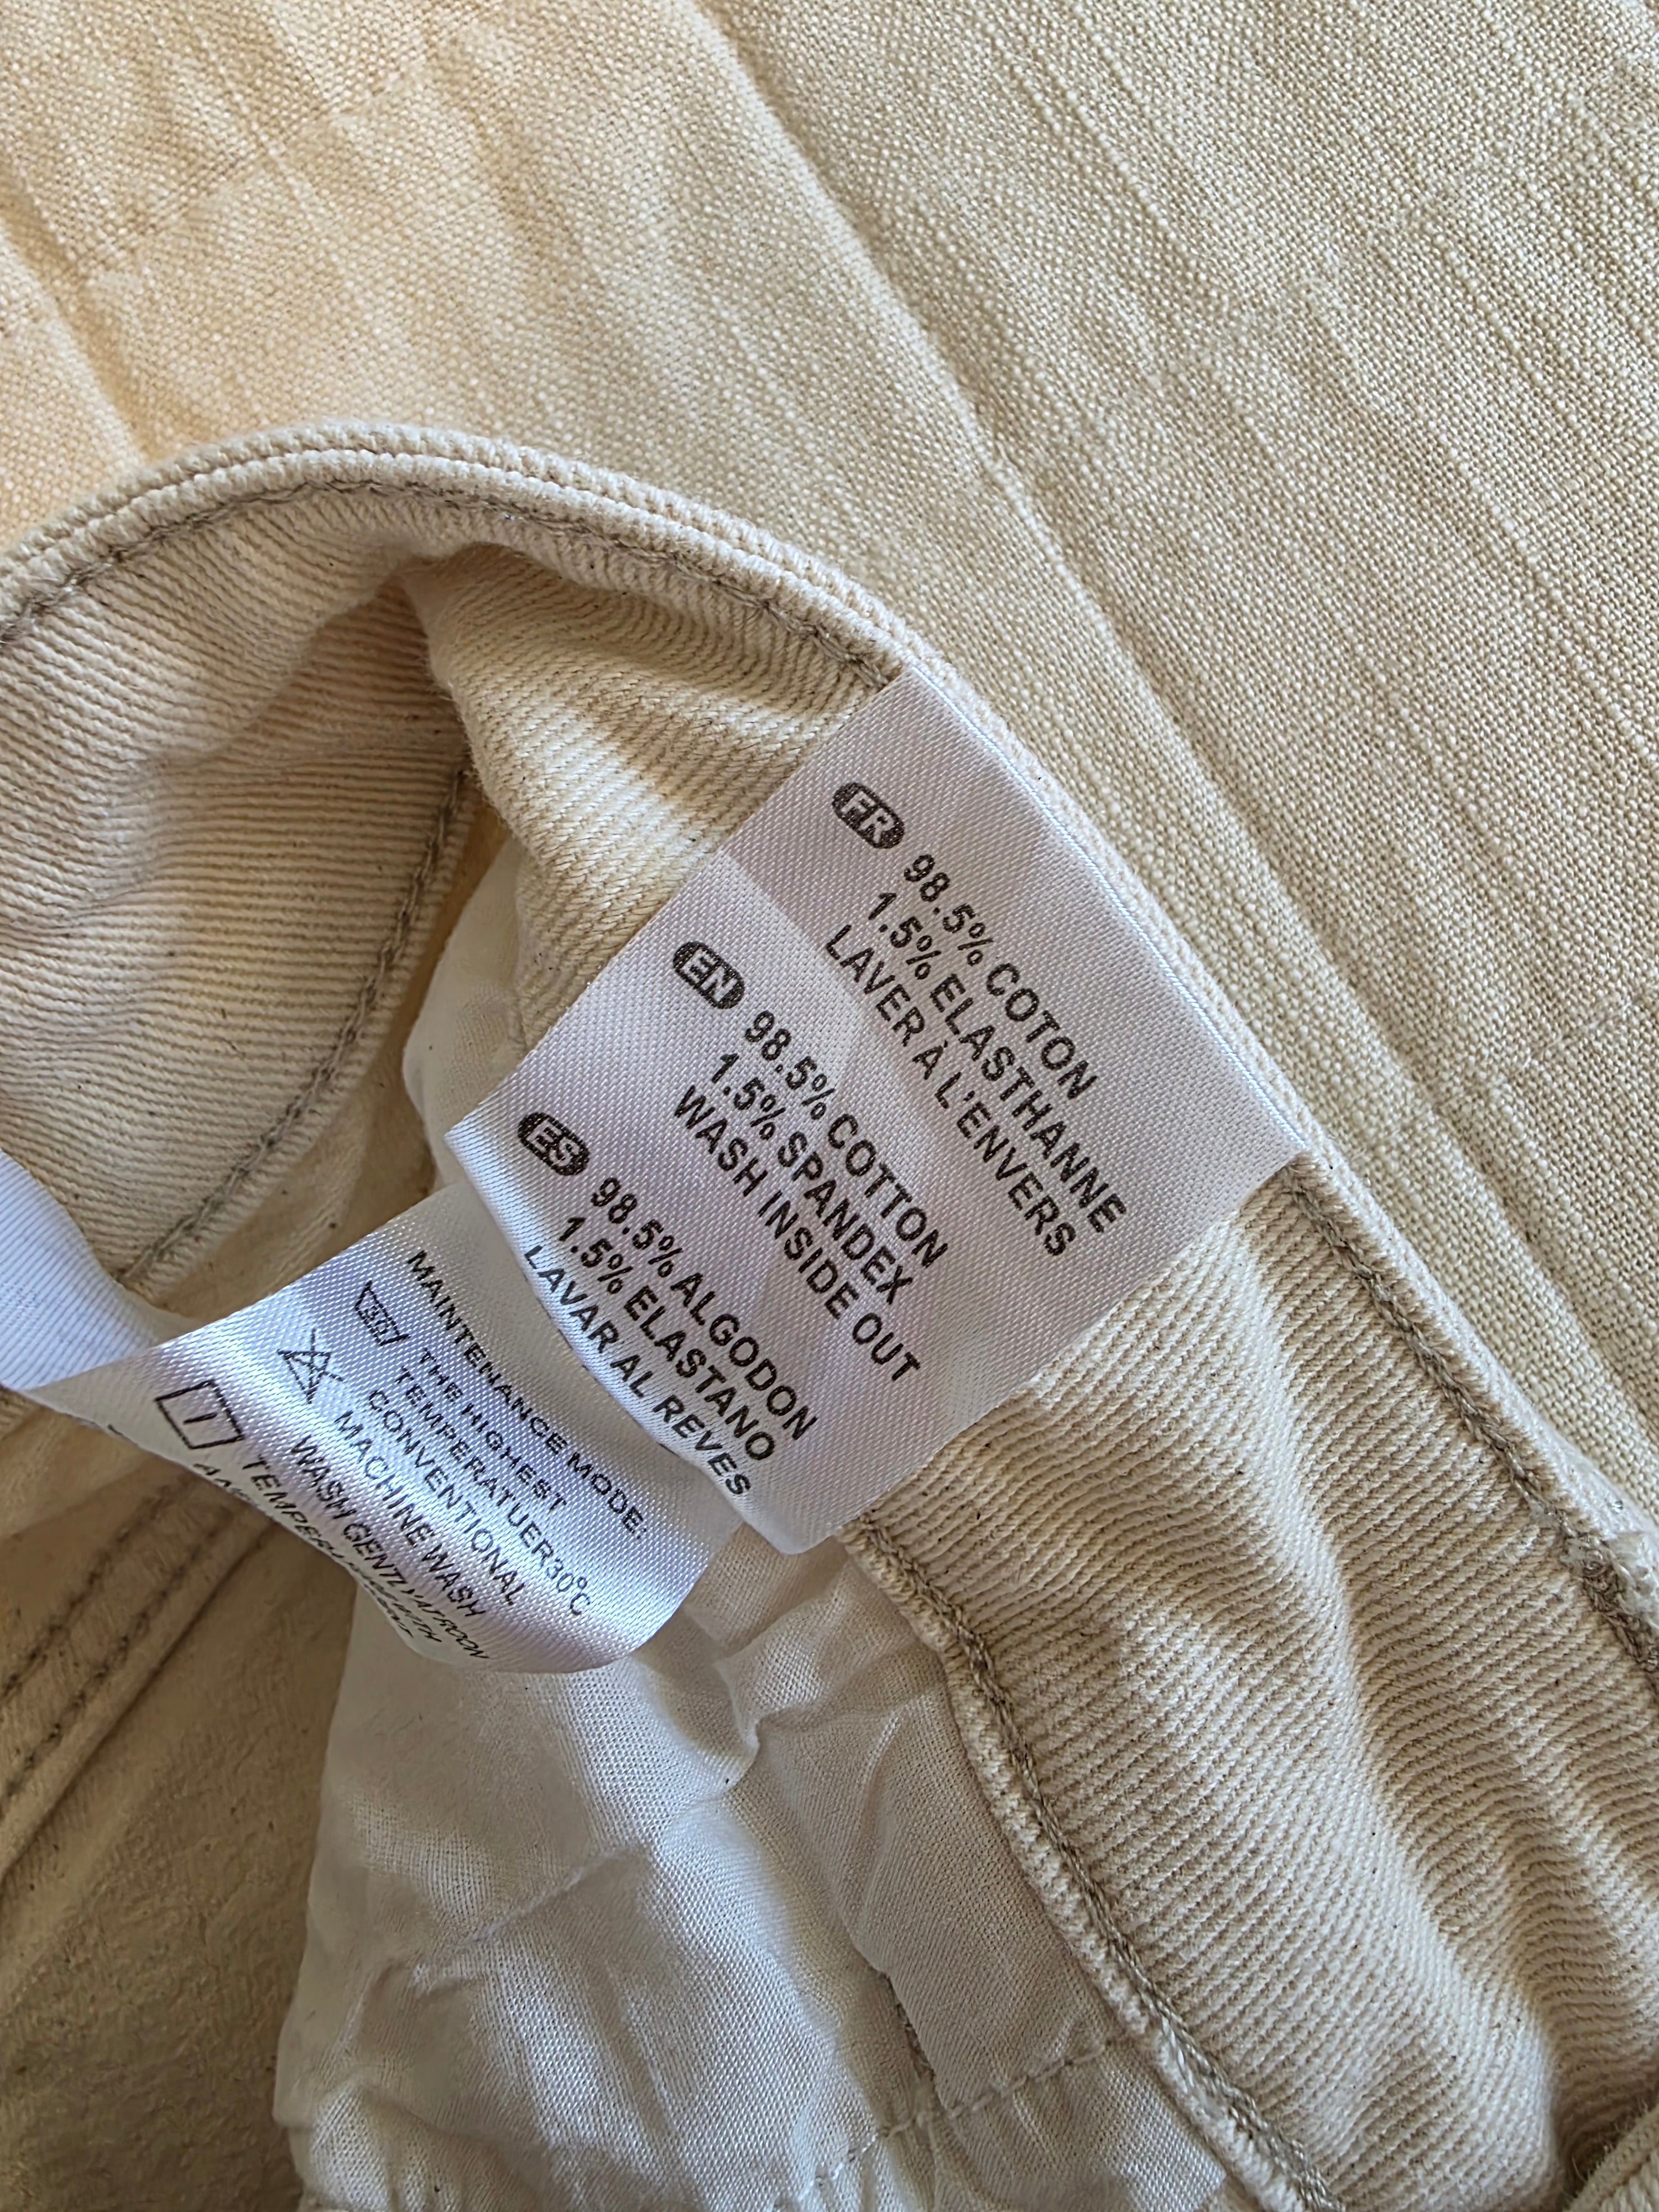 FR
98.5% COTON
1.5% ELASTHANNE
LAVER À L'ENVERS
EN
98.5% COTTON
1.5% SPANDEX
WASH INSIDE OUT
ES
98.5% ALGODON
1.5% ELASTANO
LAVAR AL REVES
MAINTENANCE MODE:
30
THE HIGHEST
TEMPERATUER30°C
CONVENTIONAL
MACHINE WASH
WASH GENTLY